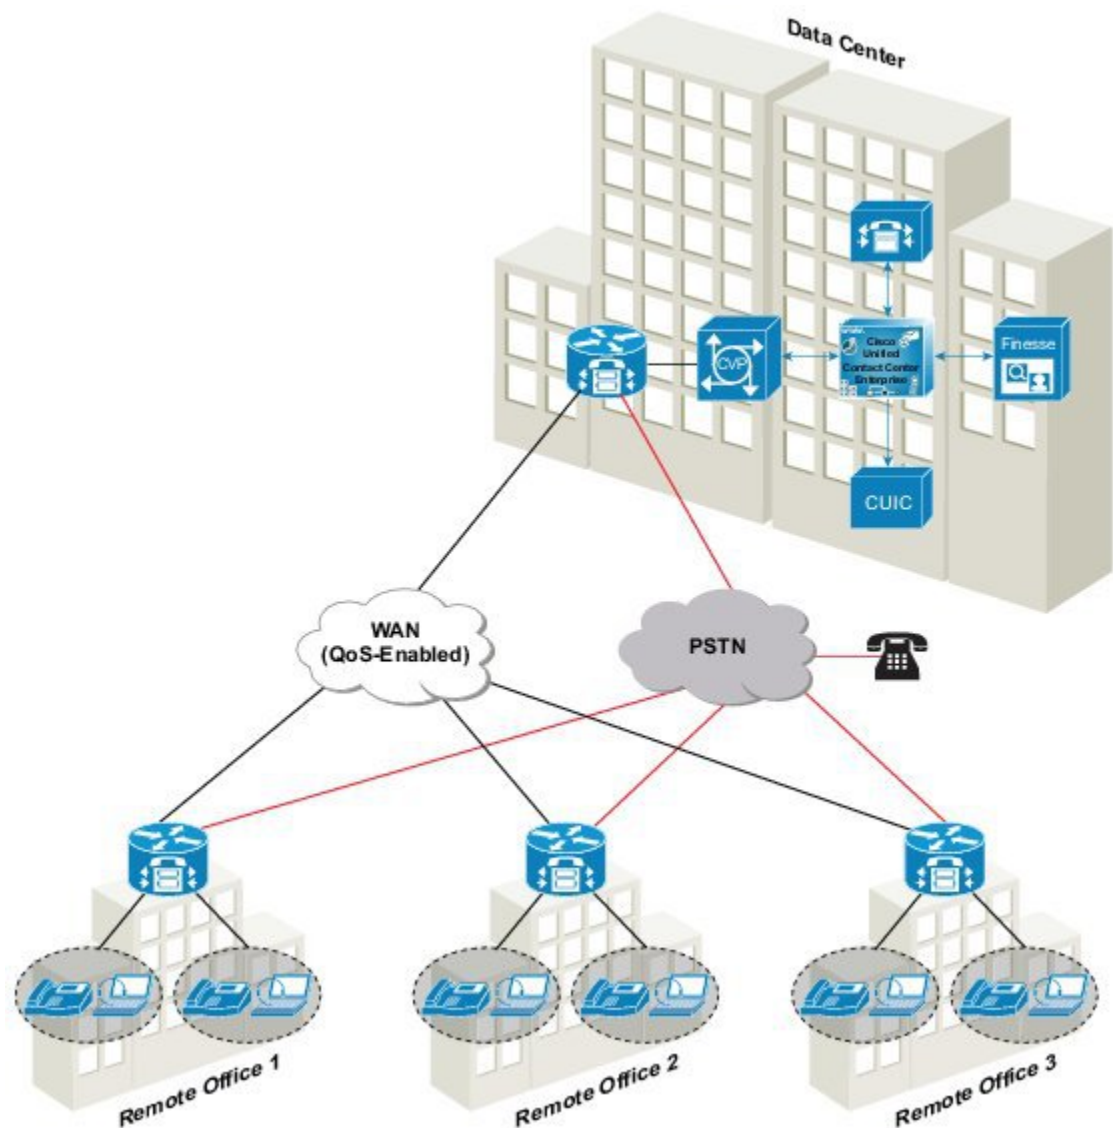 Data Center
CVP
Cisco
Unified
Contact Center
Enterprise
Finesse
CUIC
WAN
(QoS-Enabled)
PSTN
Remote Office 1
Remote Office 2
Remote Office 3